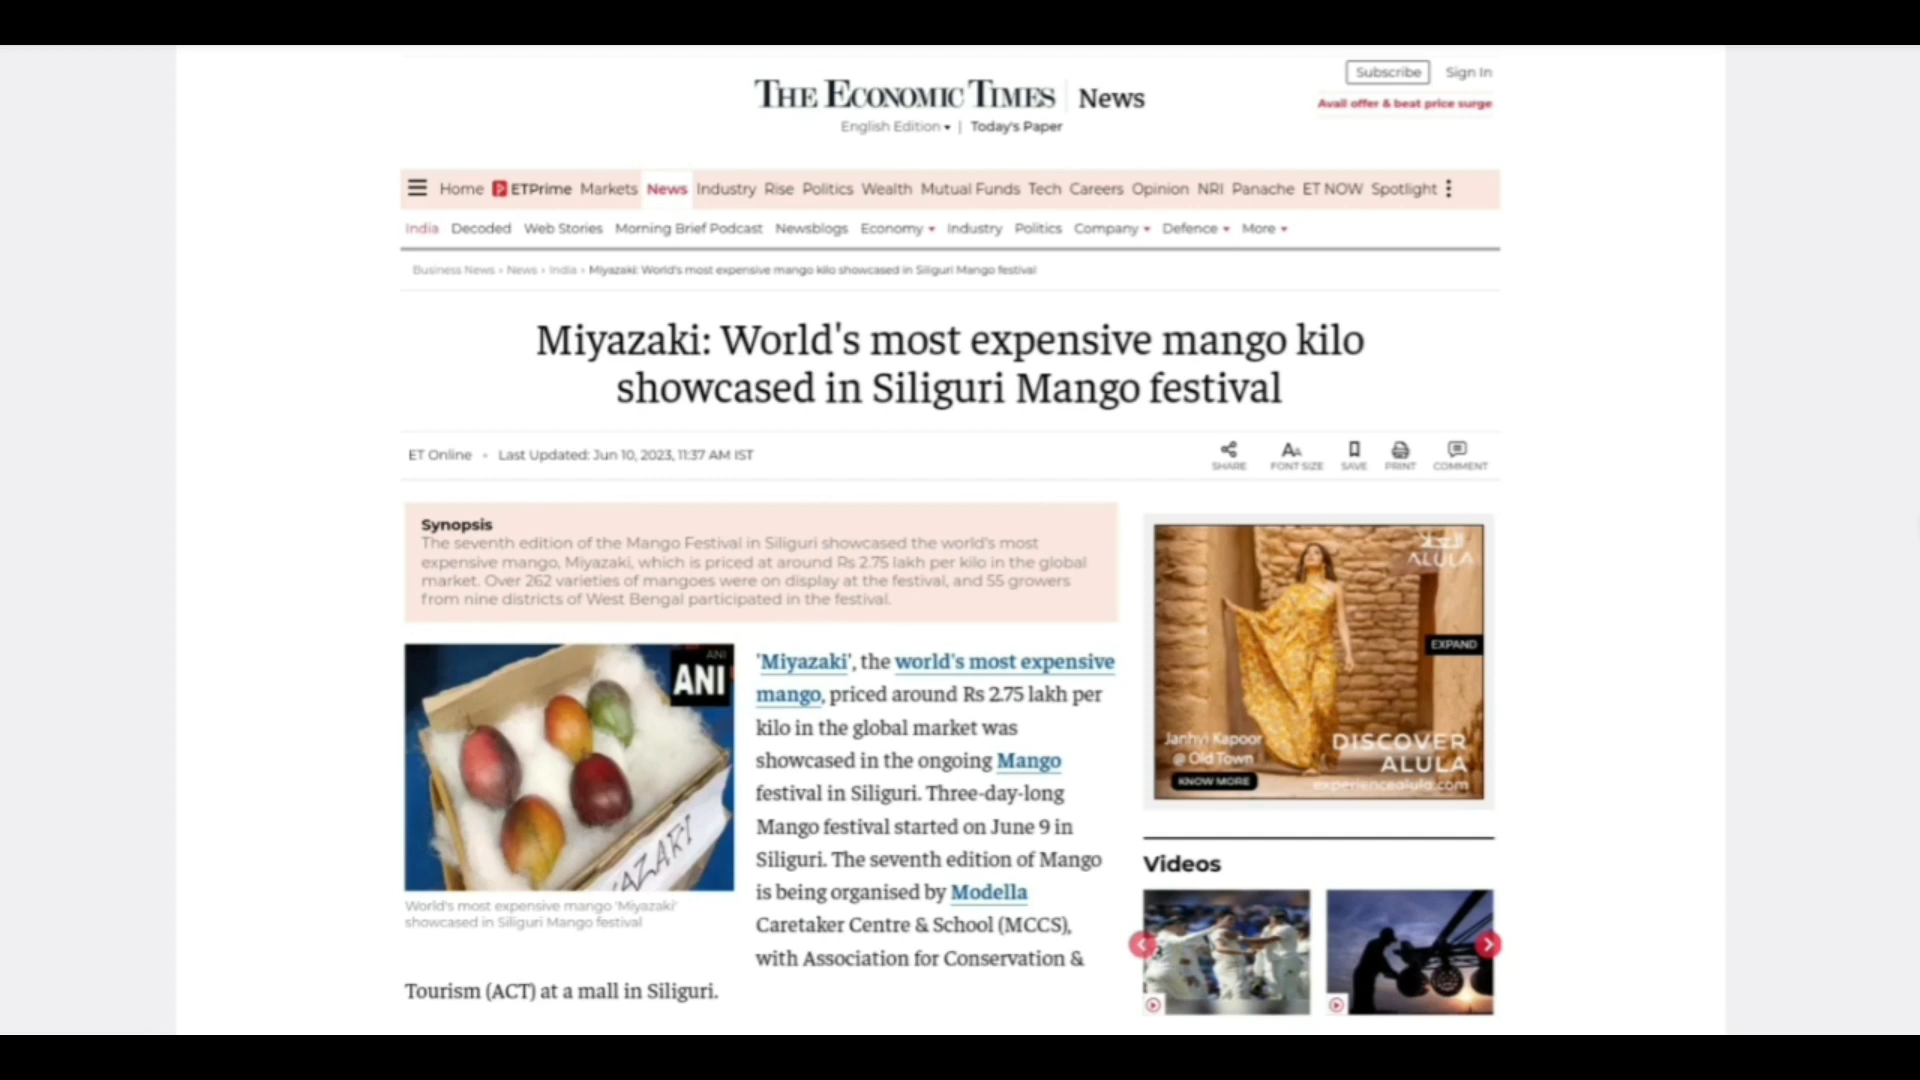 Subscribe Sign In
THE ECONOMIC TIMES | News
Avail offer & beat price surge
English Edition | Today's Paper
Home ETPrime Markets News Industry Rise Politics Wealth Mutual Funds Tech Careers Opinion NRI Panache ET NOW Spotlight
India Decoded Web Stories Morning Brief Podcast Newsblogs Economy Industry Politics Company Defence More
Business News › News › India › Miyazaki: World's most expensive mango kilo showcased in Siliguri Mango festival
Miyazaki: World's most expensive mango kilo
showcased in Siliguri Mango festival
ET Online • Last Updated: Jun 10, 2023, 11:37 AM IST
SHARE FONT SIZE SAVE PRINT COMMENT
Synopsis
The seventh edition of the Mango Festival in Siliguri showcased the world's most
expensive mango, Miyazaki, which is priced at around Rs 2.75 lakh per kilo in the global
market. Over 262 varieties of mangoes were on display at the festival, and 55 growers
from nine districts of West Bengal participated in the festival.
ANI
ANI
AZAKI
World's most expensive mango 'Miyazaki'
showcased in Siliguri Mango festival
'Miyazaki', the world's most expensive
mango, priced around Rs 2.75 lakh per
kilo in the global market was
showcased in the ongoing Mango
festival in Siliguri. Three-day-long
Mango festival started on June 9 in
Siliguri. The seventh edition of Mango
is being organised by Modella
Caretaker Centre & School (MCCS),
with Association for Conservation &
Tourism (ACT) at a mall in Siliguri.
ALULA
EXPAND
Janhvi Kapoor
@ Old Town
KNOW MORE
DISCOVER
ALULA
experiencealula.com
Videos